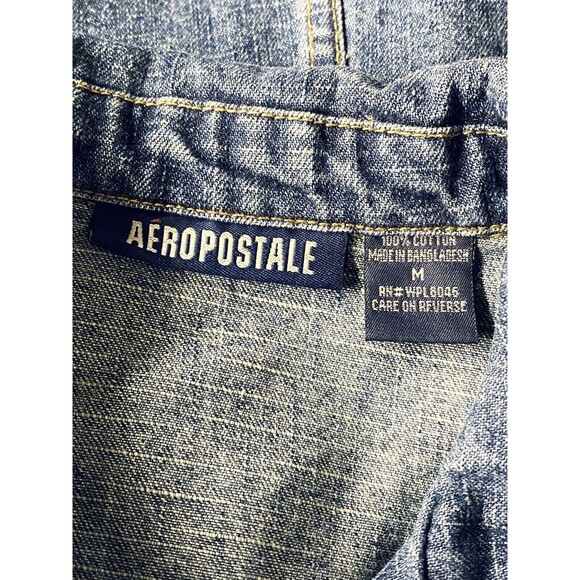 AÉROPOSTALE
100% COTTON
MADE IN BANGLADESH
M
RN# WPL8046
CARE ON REVERSE